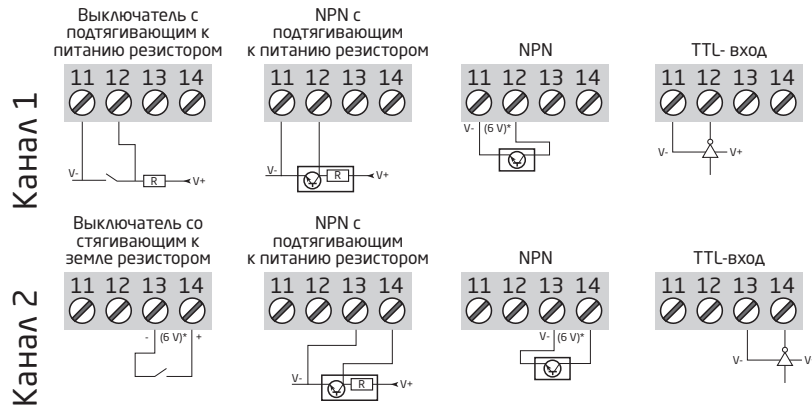 Выключатель с
подтягивающим к
питанию резистором
NPN с
подтягивающим
к питанию резистором
NPN
TTL- вход
Канал 1
11 12 13 14
11 12 13 14
11 12 13 14
11 12 13 14
V- R V+
V- R V+
V- (6 V)*
V- V+
Выключатель со
стягивающим к
земле резистором
NPN с
подтягивающим
к питанию резистором
NPN
TTL-вход
Канал 2
11 12 13 14
11 12 13 14
11 12 13 14
11 12 13 14
- (6 V)* +
V- R V+
V- (6 V)*
V- V